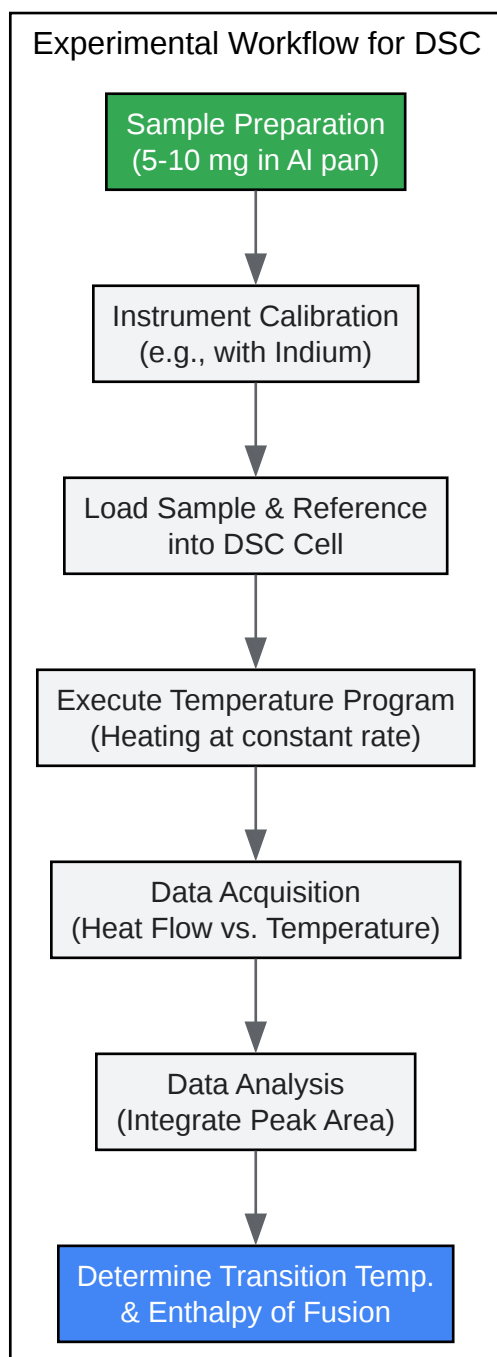 Experimental Workflow for DSC
Sample Preparation
(5-10 mg in Al pan)
Instrument Calibration
(e.g., with Indium)
Load Sample & Reference
into DSC Cell
Execute Temperature Program
(Heating at constant rate)
Data Acquisition
(Heat Flow vs. Temperature)
Data Analysis
(Integrate Peak Area)
Determine Transition Temp.
& Enthalpy of Fusion